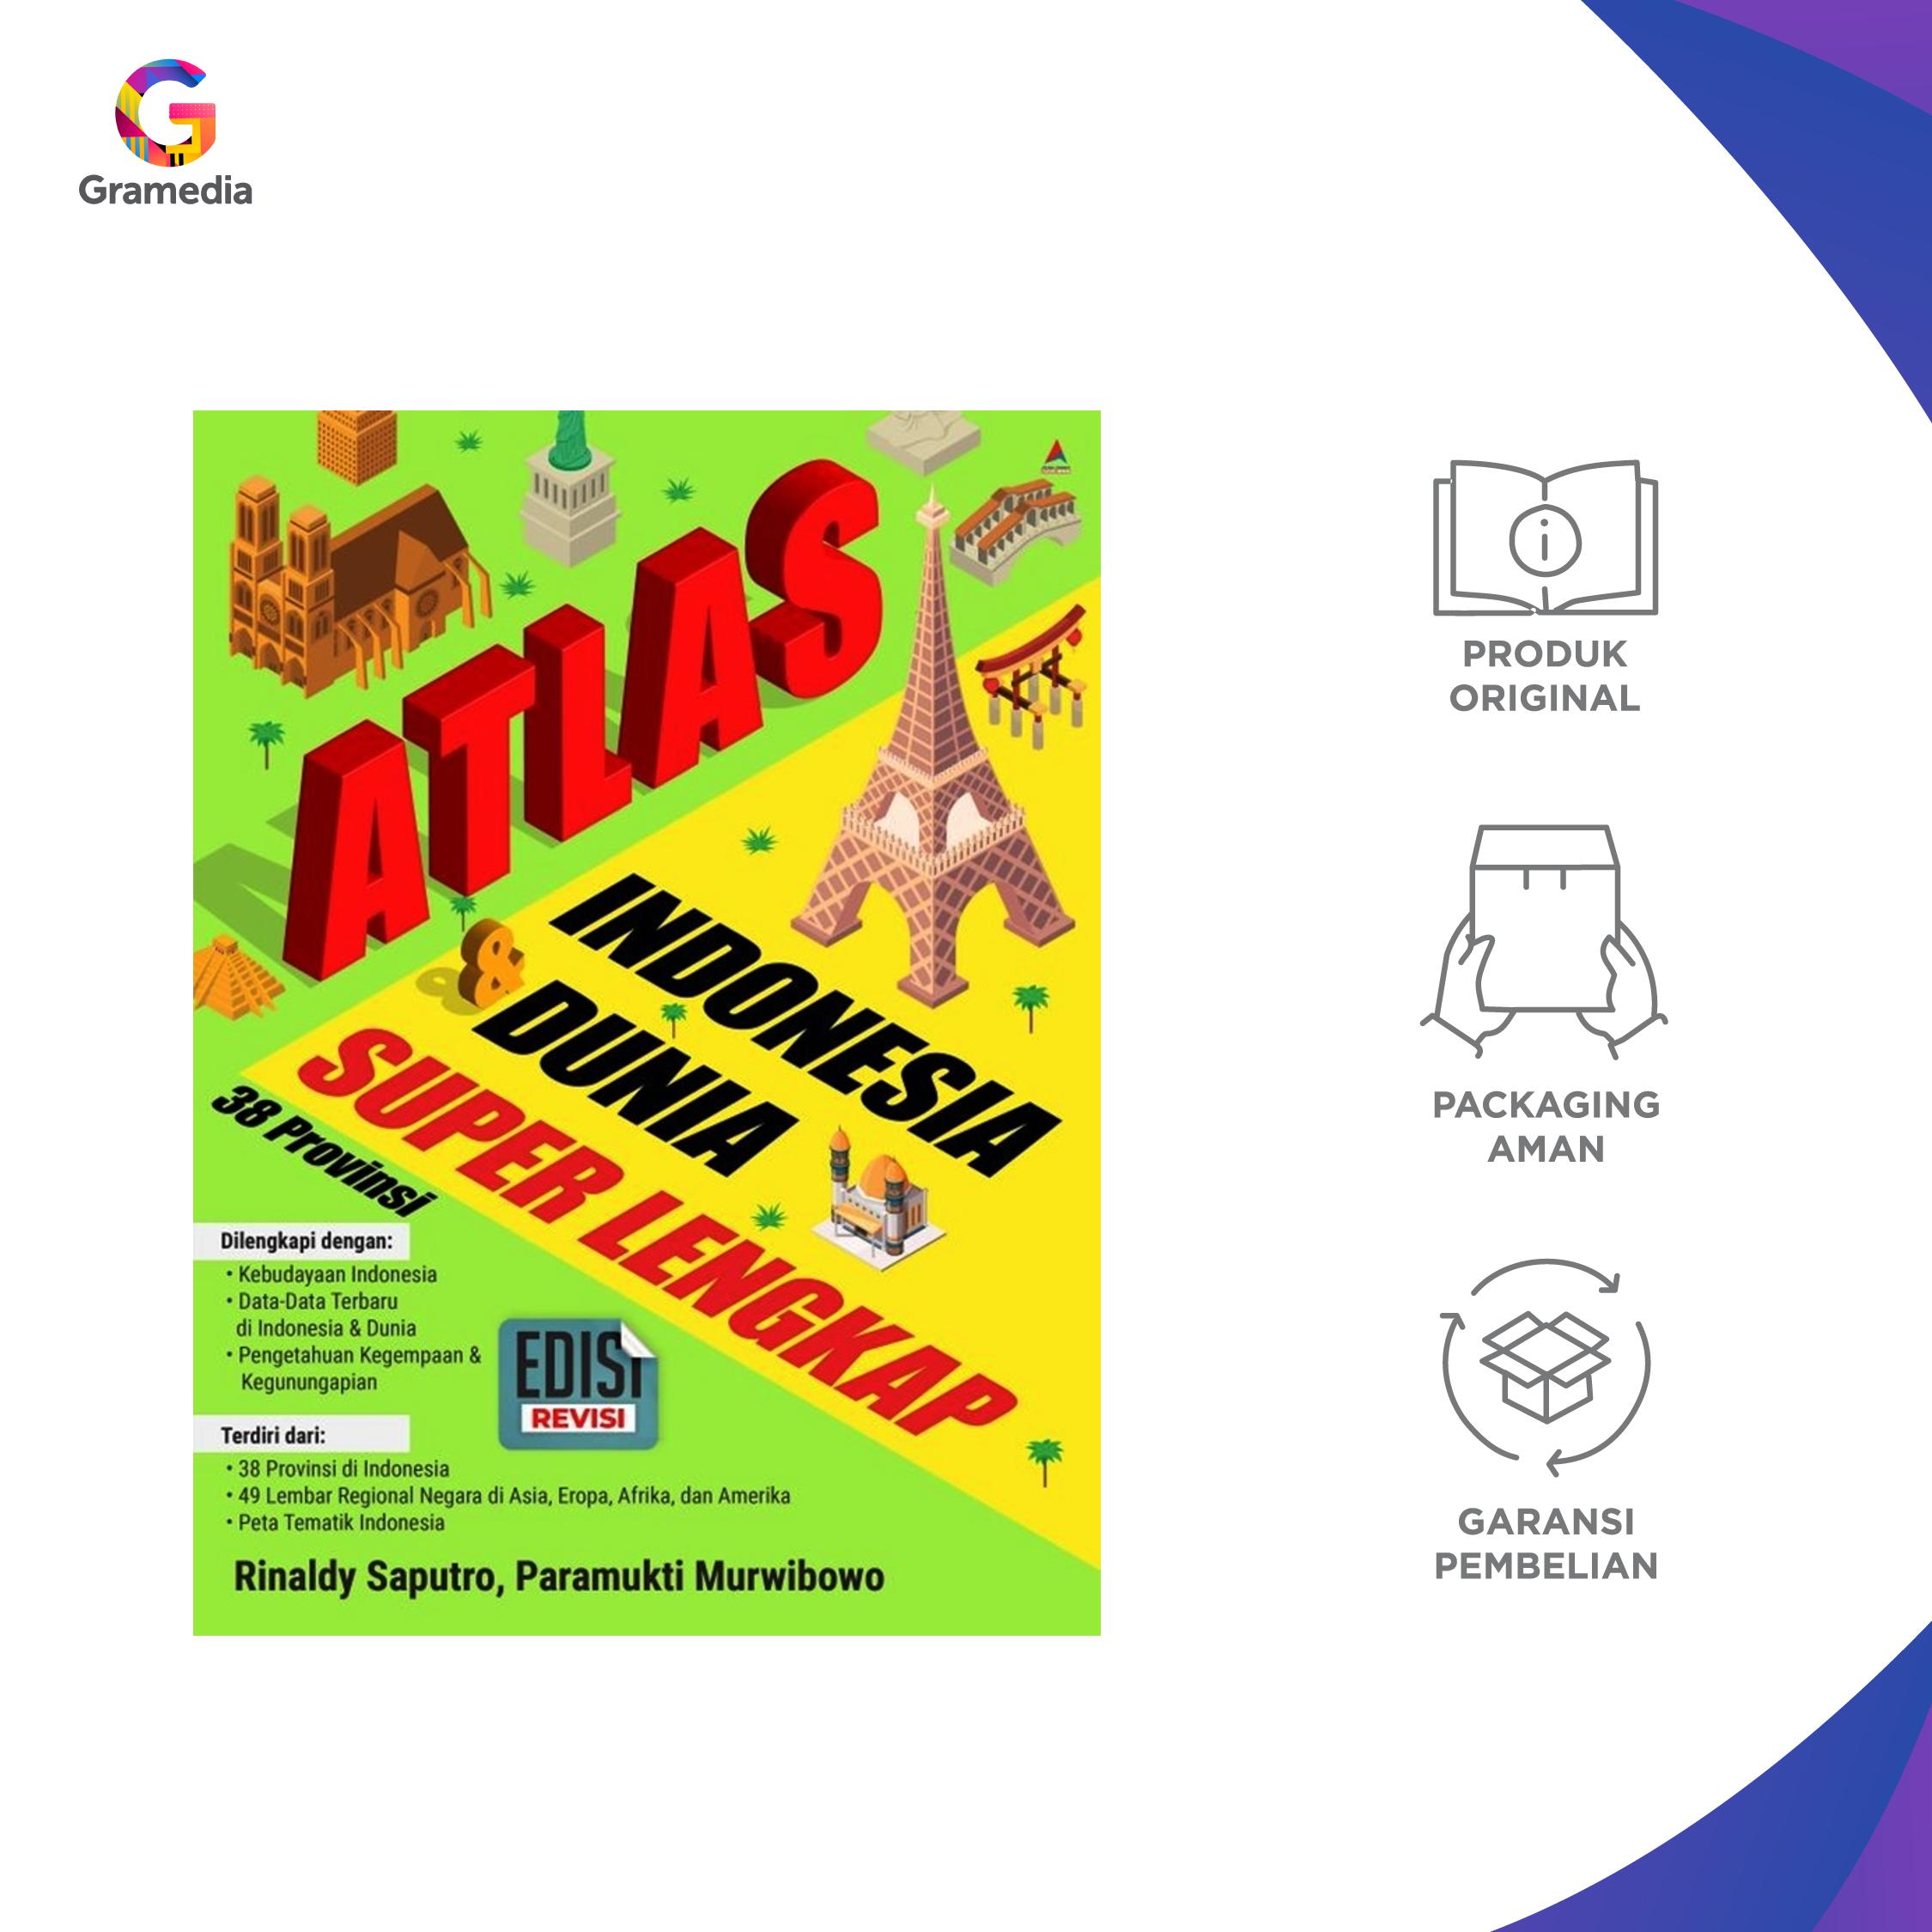 Gramedia
ATLAS
INDONESIA
& DUNIA
SUPER LENGKAP
38 Provinsi
Dilengkapi dengan:
• Kebudayaan Indonesia
• Data-Data Terbaru
di Indonesia & Dunia
• Pengetahuan Kegempaan &
Kegunungapian
EDISI
REVISI
Terdiri dari:
• 38 Provinsi di Indonesia
• 49 Lembar Regional Negara di Asia, Eropa, Afrika, dan Amerika
• Peta Tematik Indonesia
Rinaldy Saputro, Paramukti Murwibowo
i
PRODUK
ORIGINAL
PACKAGING
AMAN
GARANSI
PEMBELIAN